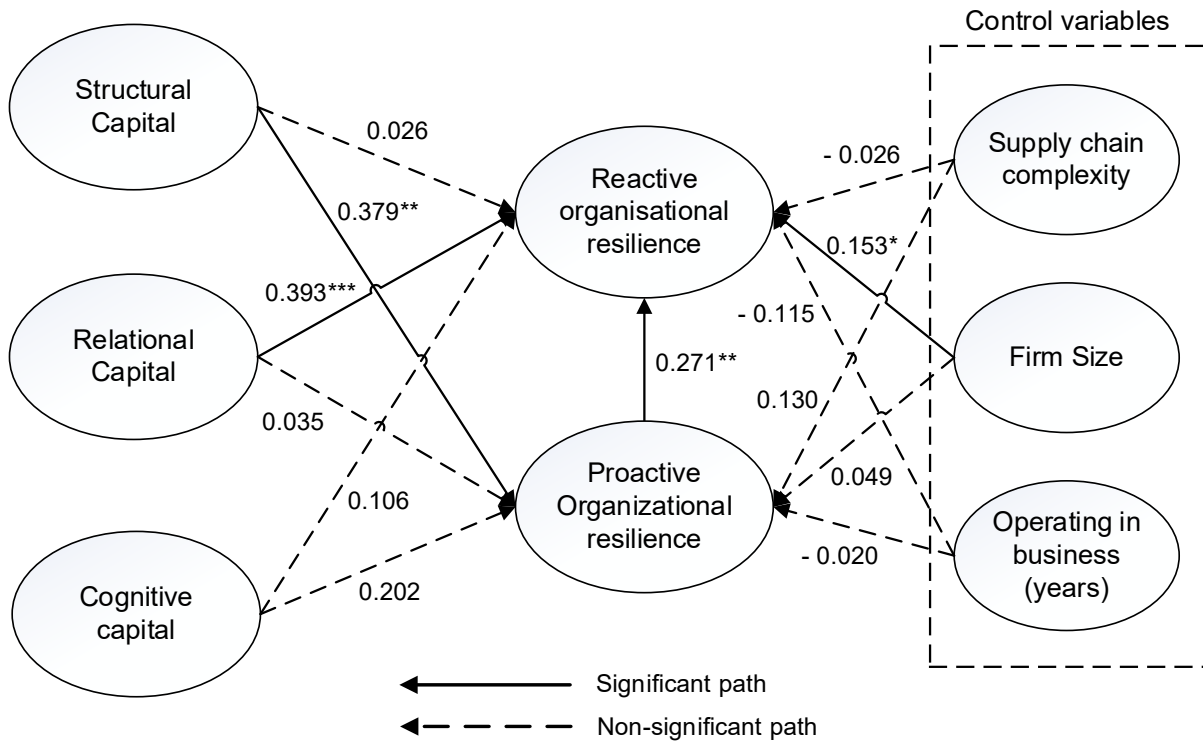 Control variables
Structural
Capital
Supply chain
complexity
0.026
- 0.026
Reactive
organisational
resilience
0.379**
0.153*
0.393***
Relational
Capital
- 0.115
Firm Size
0.271**
0.035
0.130
Proactive
Organizational
resilience
0.049
0.106
Operating in
business
(years)
- 0.020
0.202
Cognitive
capital
Significant path
Non-significant path